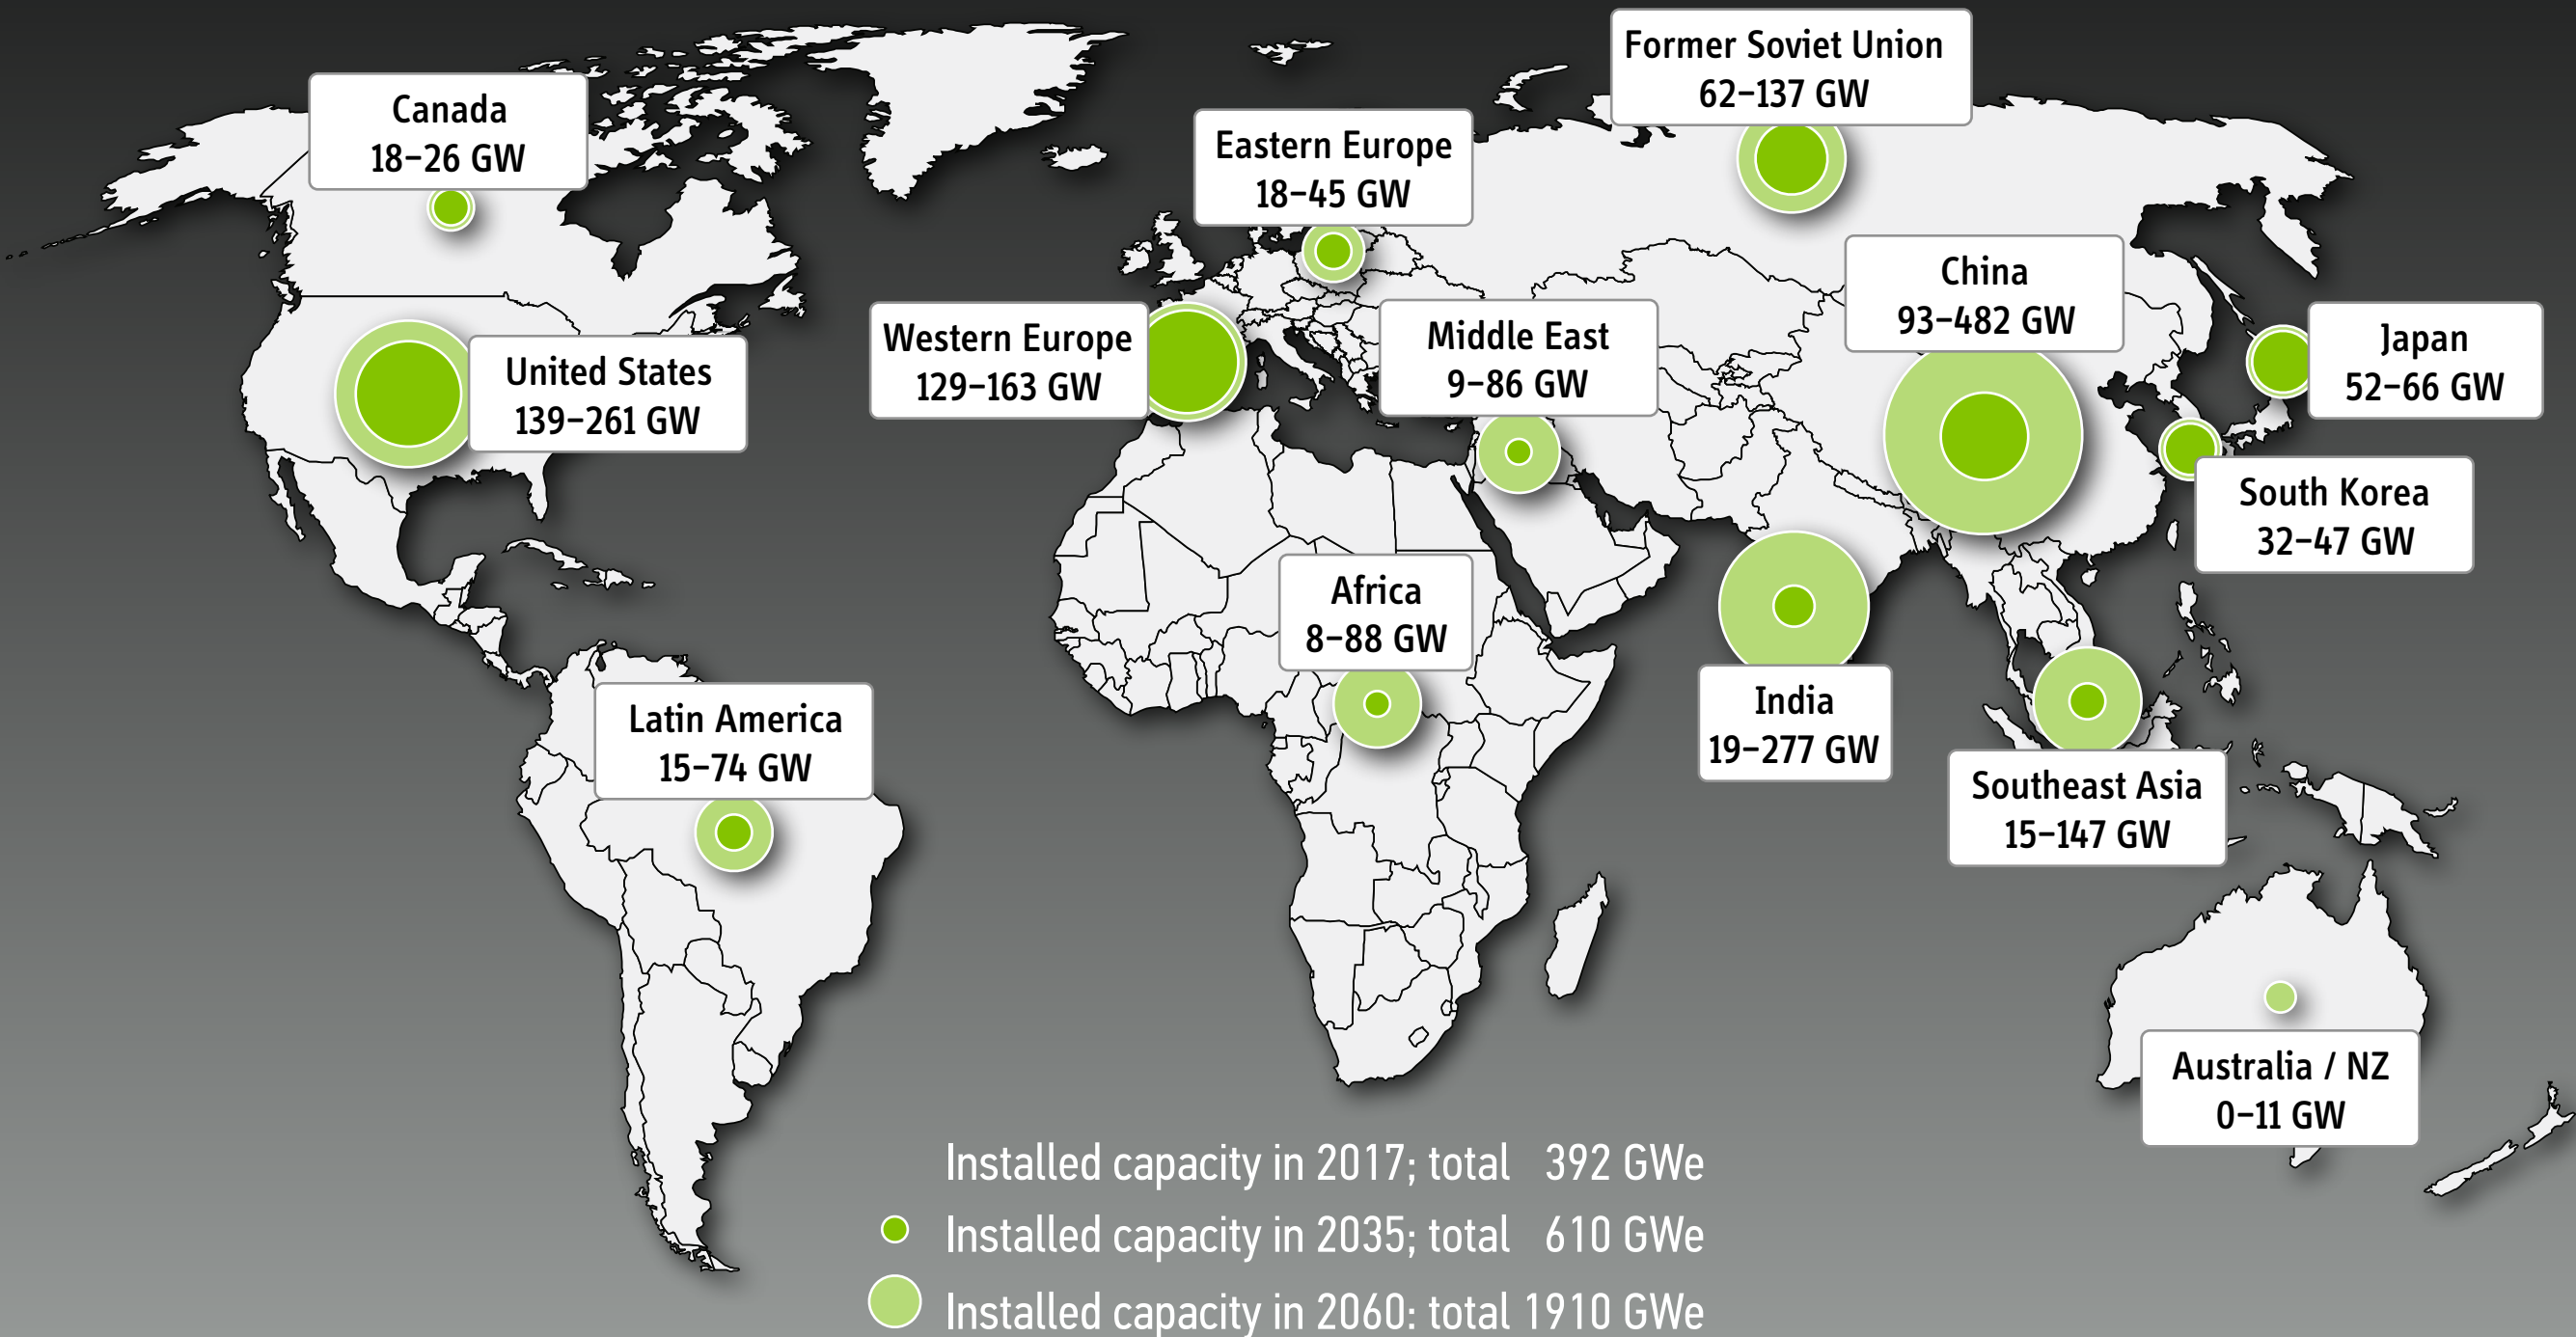 Former Soviet Union
62–137 GW
Canada
18–26 GW
Eastern Europe
18–45 GW
China
93–482 GW
Western Europe
129–163 GW
Middle East
9–86 GW
Japan
52–66 GW
United States
139–261 GW
South Korea
32–47 GW
Africa
8–88 GW
India
19–277 GW
Latin America
15–74 GW
Southeast Asia
15–147 GW
Australia / NZ
0–11 GW
Installed capacity in 2017; total 392 GWe
Installed capacity in 2035; total 610 GWe
Installed capacity in 2060: total 1910 GWe